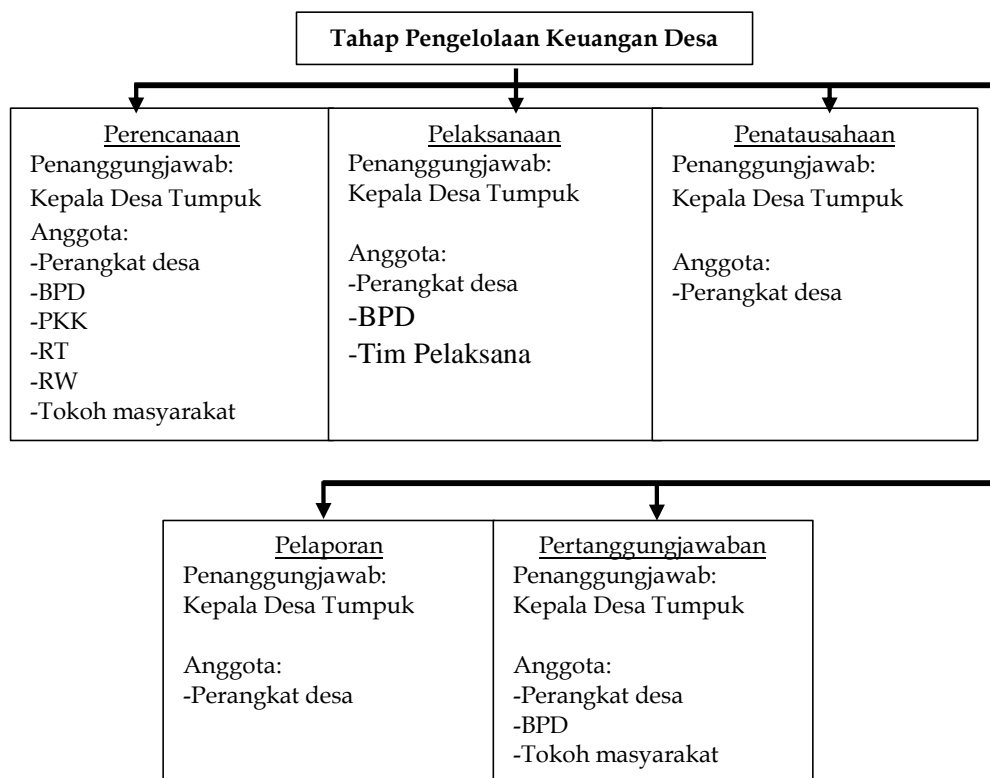 Tahap Pengelolaan Keuangan Desa
Perencanaan
Penanggungjawab:
Kepala Desa Tumpuk
Anggota:
-Perangkat desa
-BPD
-PKK
-RT
-RW
-Tokoh masyarakat
Pelaksanaan
Penanggungjawab:
Kepala Desa Tumpuk
Anggota:
-Perangkat desa
-BPD
-Tim Pelaksana
Penatausahaan
Penanggungjawab:
Kepala Desa Tumpuk
Anggota:
-Perangkat desa
Pelaporan
Penanggungjawab:
Kepala Desa Tumpuk
Anggota:
-Perangkat desa
Pertanggungjawaban
Penanggungjawab:
Kepala Desa Tumpuk
Anggota:
-Perangkat desa
-BPD
-Tokoh masyarakat